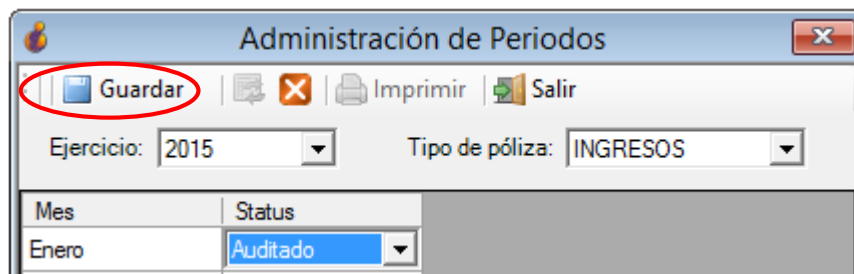 Administración de Periodos
Guardar Imprimir Salir
Ejercicio: 2015 Tipo de póliza: INGRESOS
Mes Status
Enero Auditado